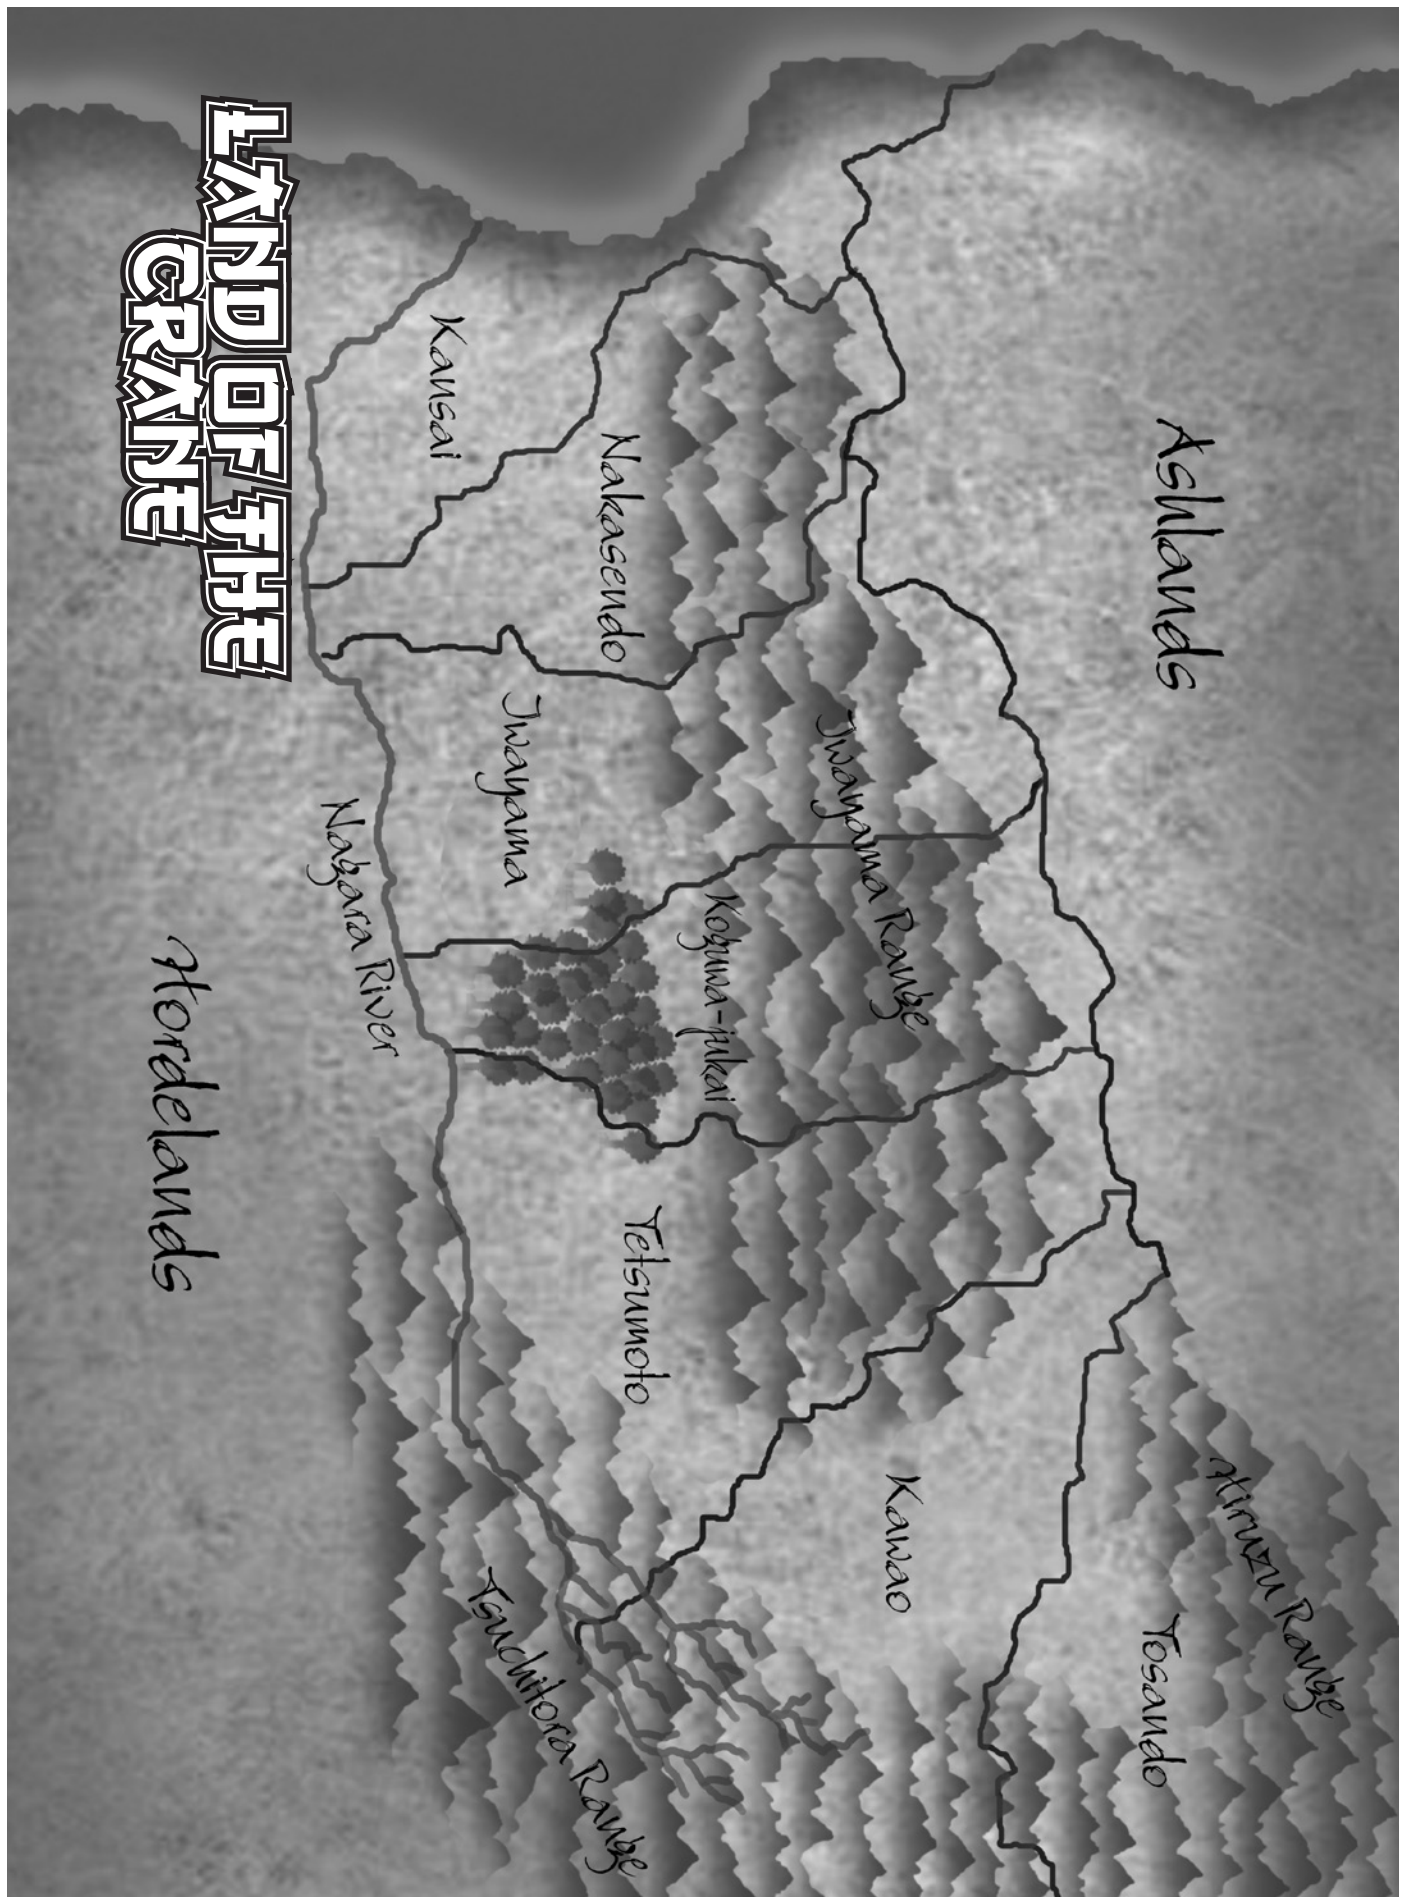 Ashlands
Hiruzu Range
Tosando
Kawao
Iwayama Range
Koguwa-jukai
Tetsumoto
Nakasendo
Iwayama
Tsuchitora Range
Kansai
Nagara River
LAND OF THE
CRANE
Hordelands